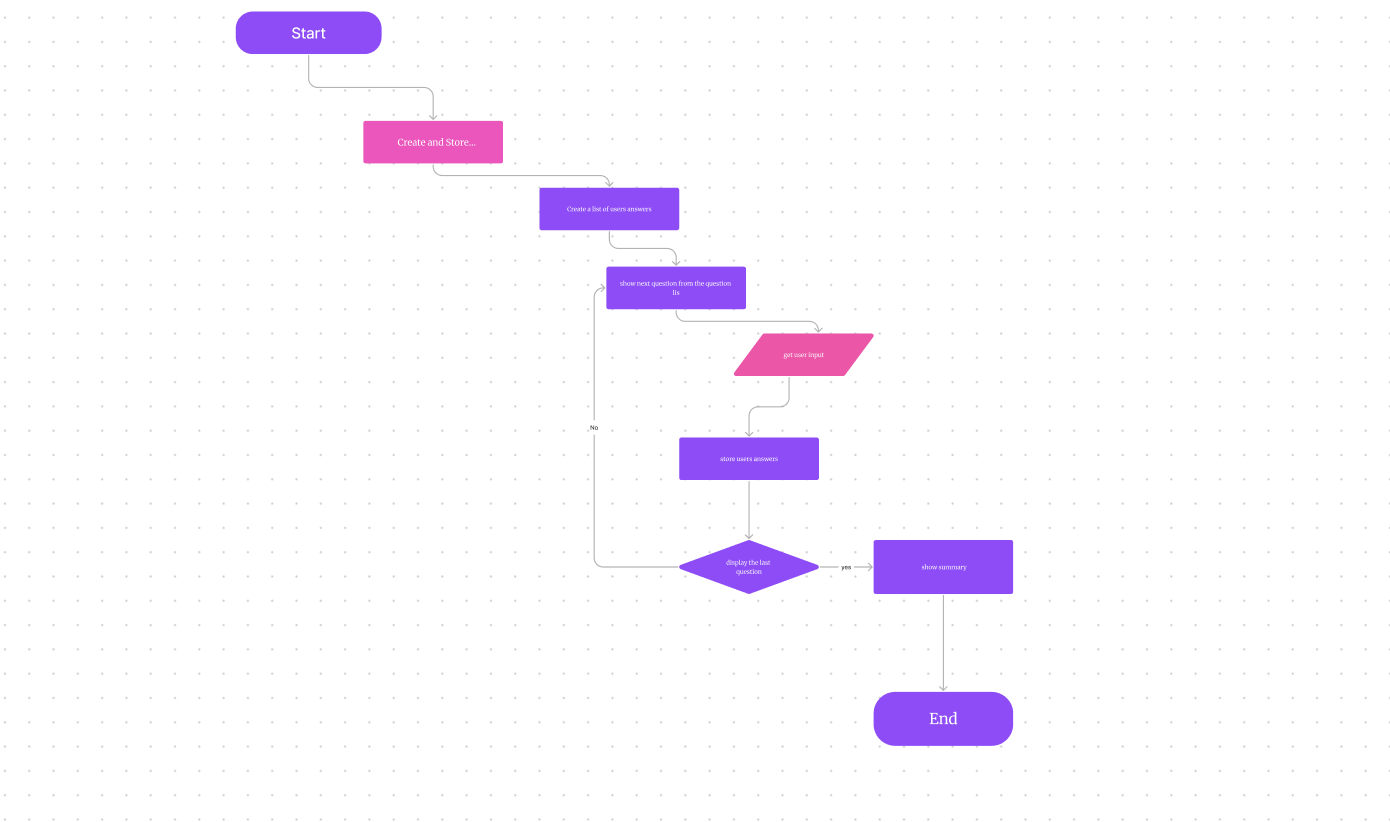 Start
Create and Store...
Create a list of users answers
show next question from the question
lis
get user input
No
store users answers
display the last
question
yes
show summary
End